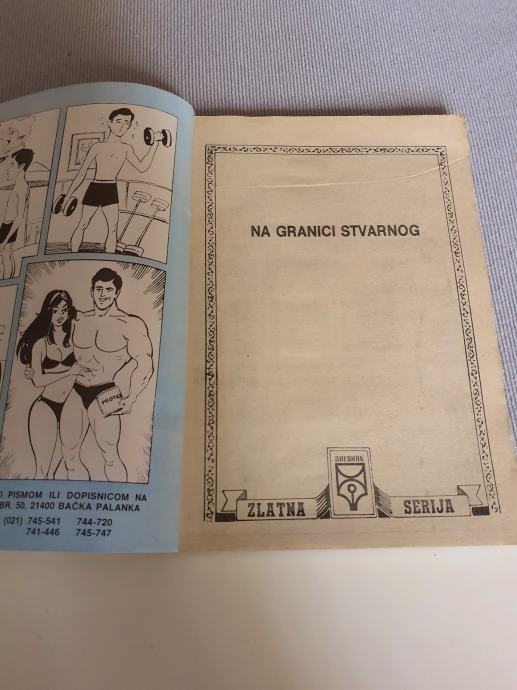 PROTEX
I PISMOM ILI DOPISNICOM NA
BR. 50, 21400 BAČKA PALANKA
(021) 745-541 744-720
741-446 745-747
NA GRANICI STVARNOG
ДНЕВНИК
ZLATNA SERIJA